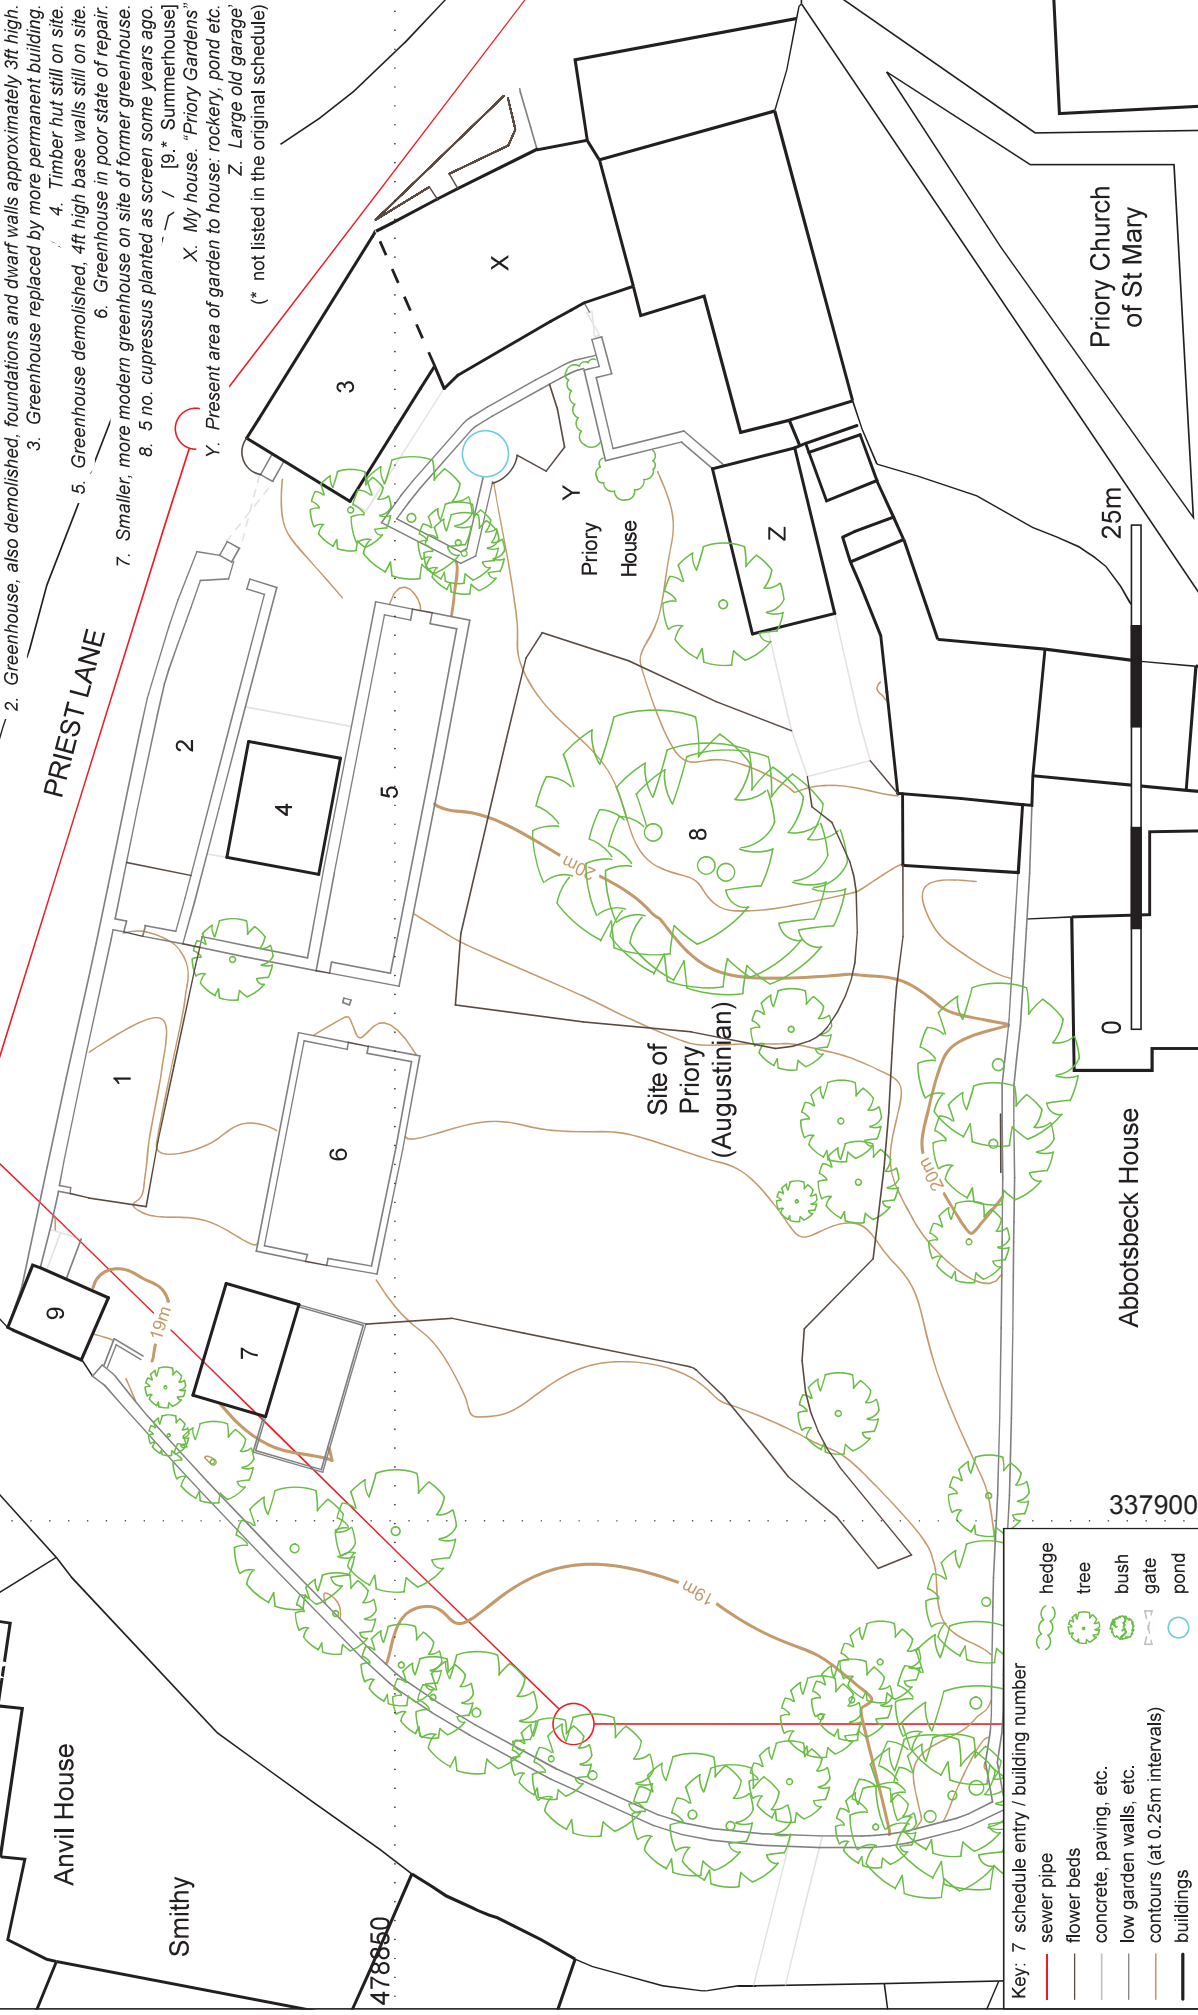 2. Greenhouse, also demolished, foundations and dwarf walls approximately 3ft high.
3. Greenhouse replaced by more permanent building.
4. Timber hut still on site.
5. Greenhouse demolished, 4ft high base walls still on site.
6. Greenhouse in poor state of repair.
7. Smaller, more modern greenhouse on site of former greenhouse.
8. 5 no. cupressus planted as screen some years ago.
[9.* Summerhouse]
X. My house. "Priory Gardens"
Y. Present area of garden to house: rockery, pond etc.
Z. Large old garage'
(* not listed in the original schedule)
PRIEST LANE
3
X
2
4
5
Y
Priory
House
Z
Priory Church
of St Mary
8
20m
1
6
Site of
Priory
(Augustinian)
20m
9
19m
7
19m
0
25m
Abbotsbeck House
Anvil House
Smithy
478850
337900
Key: 7 schedule entry / building number
sewer pipe
flower beds
concrete, paving, etc.
low garden walls, etc.
contours (at 0.25m intervals)
buildings
hedge
tree
bush
gate
pond